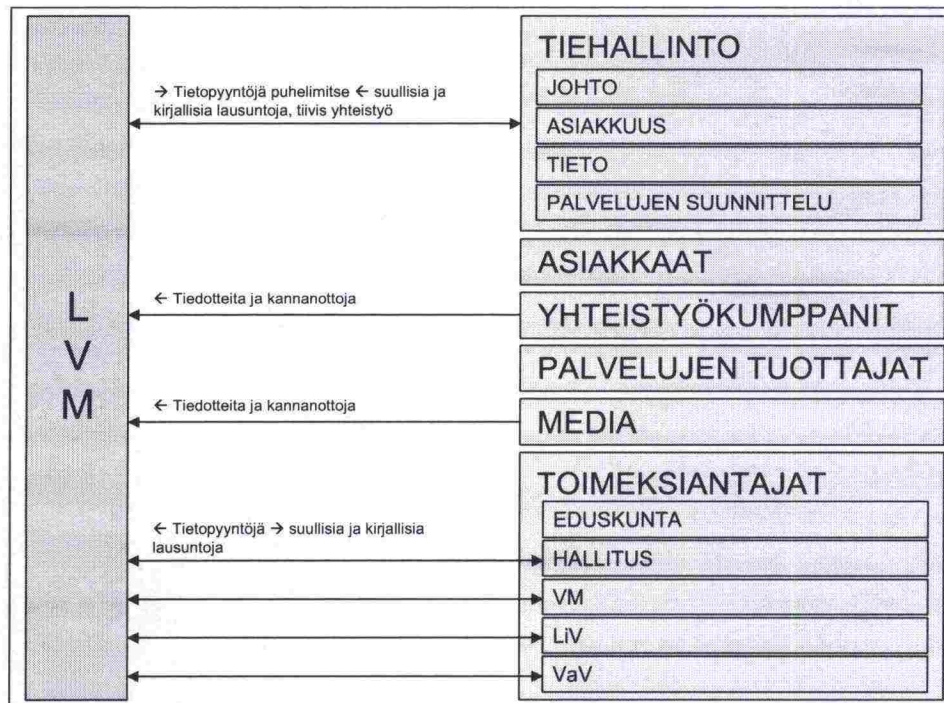 L
V
M
→ Tietopyyntöjä puhelimitse ← suullisia ja
kirjallisia lausuntoja, tiivis yhteistyö
TIEHALLINTO
JOHTO
ASIAKKUUS
TIETO
PALVELUJEN SUUNNITTELU
ASIAKKAAT
← Tiedotteita ja kannanottoja
YHTEISTYÖKUMPPANIT
PALVELUJEN TUOTTAJAT
← Tiedotteita ja kannanottoja
MEDIA
TOIMEKSIANTAJAT
EDUSKUNTA
← Tietopyyntöjä → suullisia ja kirjallisia
lausuntoja
HALLITUS
VM
LiV
VaV